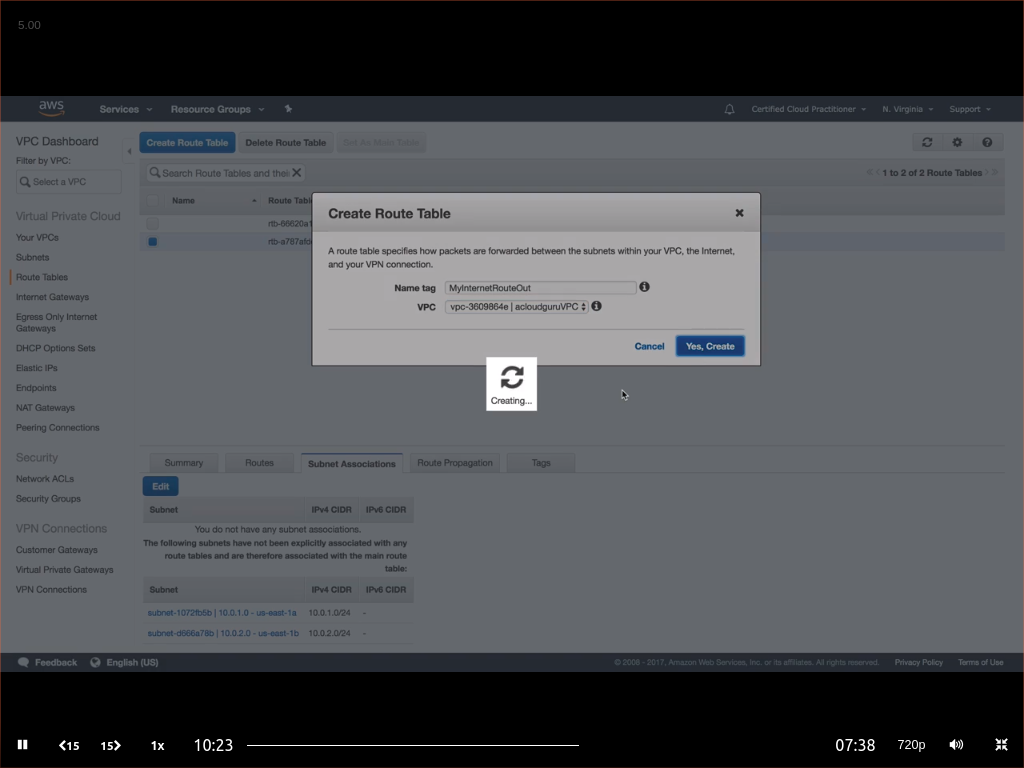 5.00
aws Services Resource Groups Certified Cloud Practitioner N. Virginia Support
VPC Dashboard
Filter by VPC:
Select a VPC
Virtual Private Cloud
Your VPCs
Subnets
Route Tables
Internet Gateways
Egress Only Internet
Gateways
DHCP Options Sets
Elastic IPs
Endpoints
NAT Gateways
Peering Connections
Security
Network ACLs
Security Groups
VPN Connections
Customer Gateways
Virtual Private Gateways
VPN Connections
Create Route Table Delete Route Table Set As Main Table
Search Route Tables and thei 1 to 2 of 2 Route Tables
Name Route Tabl
rtb-66620a1
rtb-a787afd
Create Route Table
A route table specifies how packets are forwarded between the subnets within your VPC, the Internet,
and your VPN connection.
Name tag MyInternetRouteOut
VPC vpc-3609864e | acloudguruVPC
Cancel Yes, Create
Creating...
Summary Routes Subnet Associations Route Propagation Tags
Edit
Subnet IPv4 CIDR IPv6 CIDR
You do not have any subnet associations.
The following subnets have not been explicitly associated with any
route tables and are therefore associated with the main route
table:
Subnet IPv4 CIDR IPv6 CIDR
subnet-1072fb5b | 10.0.1.0 - us-east-1a 10.0.1.0/24 -
subnet-d666a78b | 10.0.2.0 - us-east-1b 10.0.2.0/24 -
Feedback English (US) © 2008 - 2017, Amazon Web Services, Inc. or its affiliates. All rights reserved. Privacy Policy Terms of Use
15 15 1x 10:23 07:38 720p